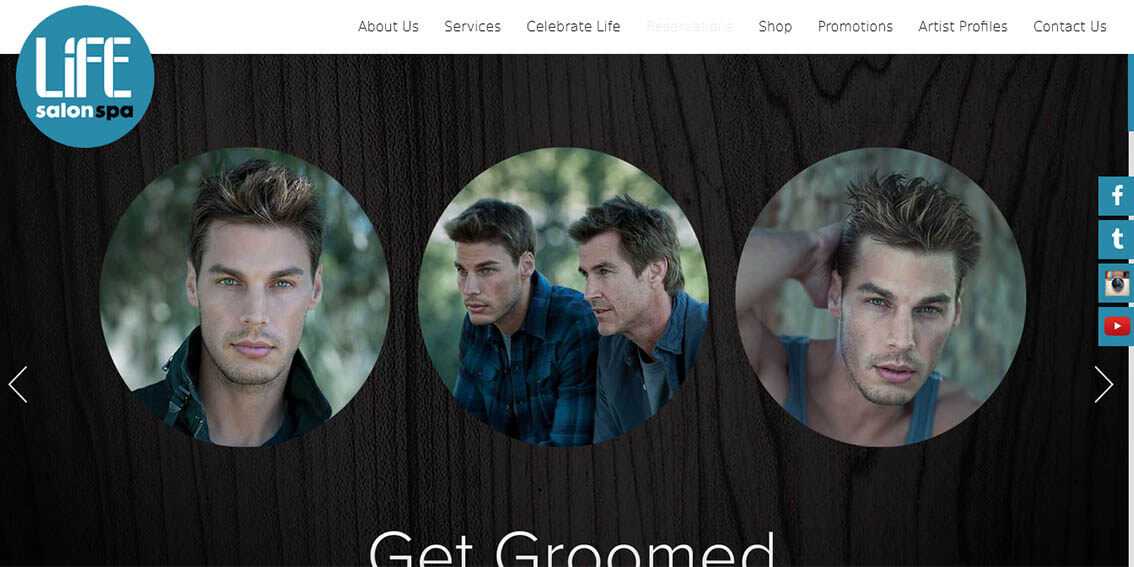 LiFE
salonspa
About Us Services Celebrate Life Reservations Shop Promotions Artist Profiles Contact Us
f
t
Get Groomed